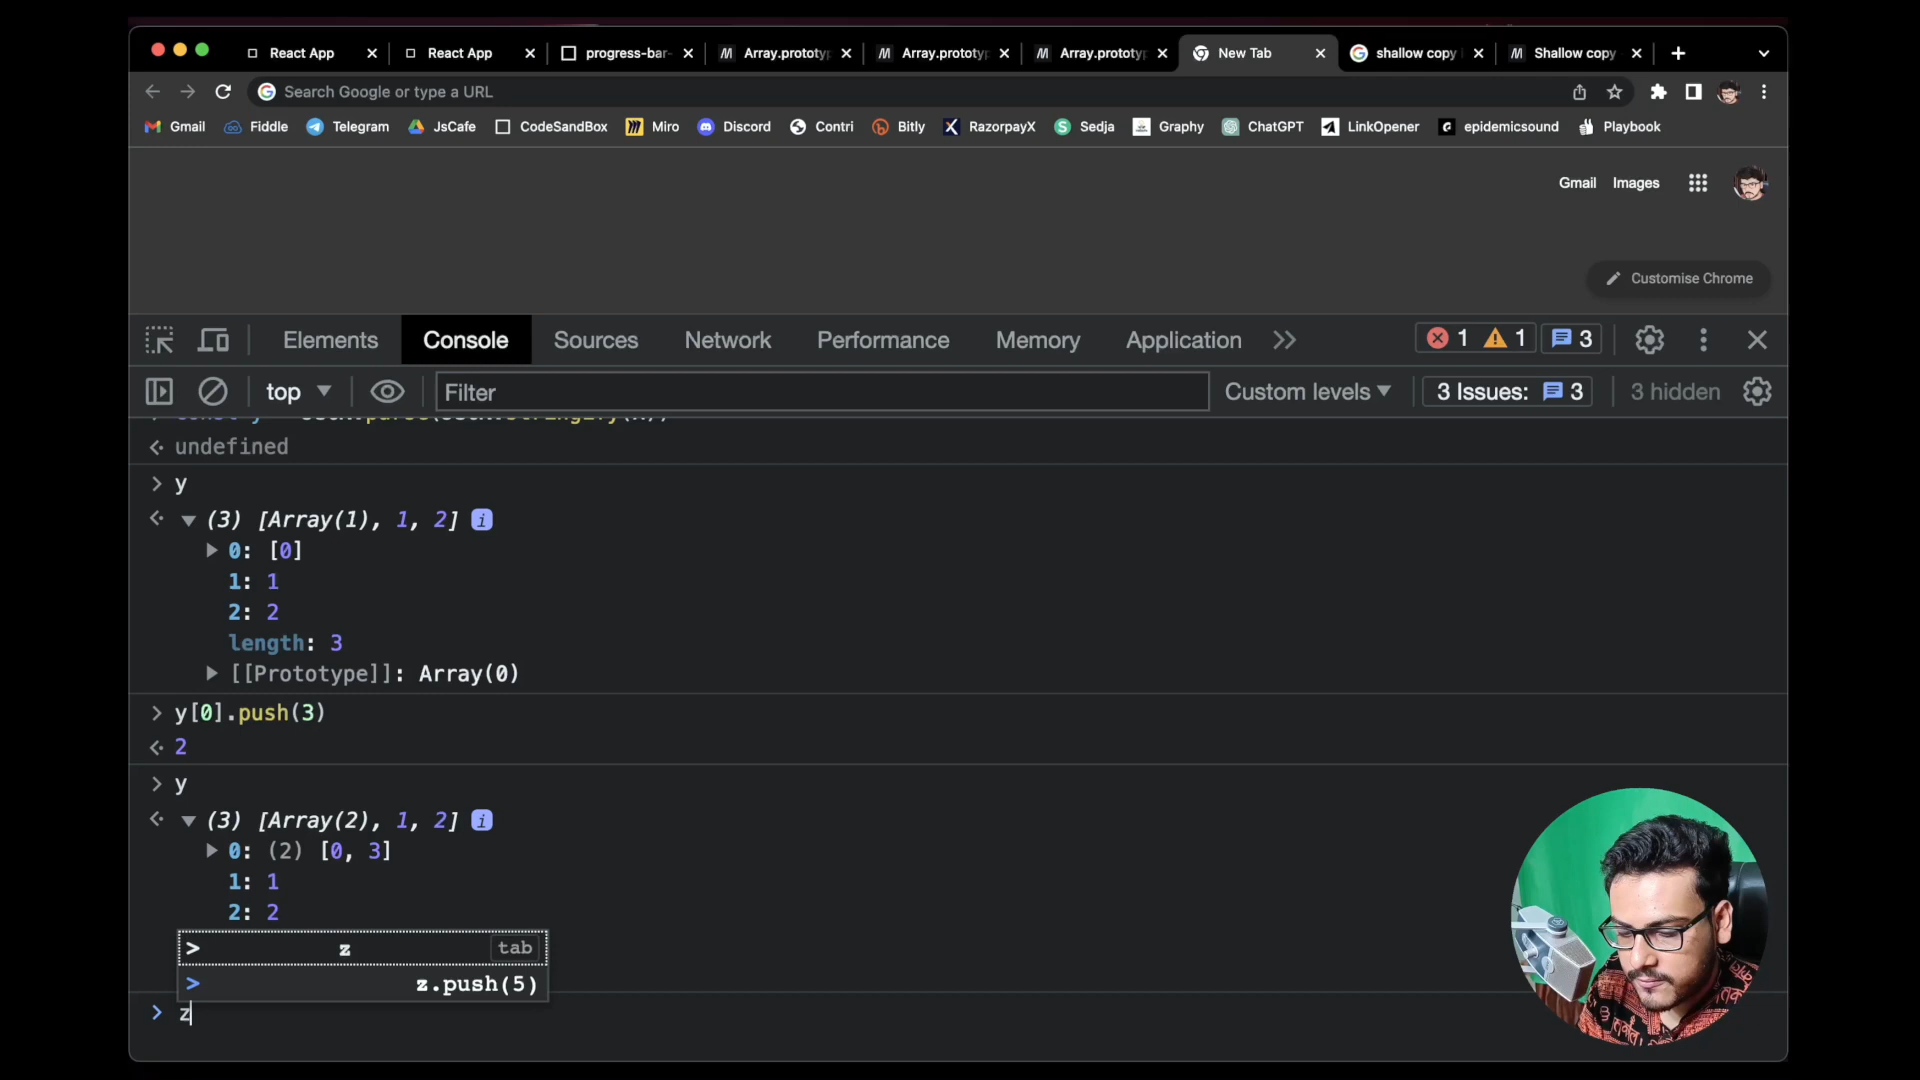 React App
React App
progress-bar-
Array.prototyp
Array.prototyp
Array.prototyp
New Tab
shallow copy i
Shallow copy
Search Google or type a URL
Gmail
Fiddle
Telegram
JsCafe
CodeSandBox
Miro
Discord
Contri
Bitly
RazorpayX
Sedja
Graphy
ChatGPT
LinkOpener
epidemicsound
Playbook
Gmail Images
Customise Chrome
Elements Console Sources Network Performance Memory Application >> 1 1 3
top Filter Custom levels 3 Issues: 3 3 hidden
undefined
> y
(3) [Array(1), 1, 2] i
0: [0]
1: 1
2: 2
length: 3
[[Prototype]]: Array(0)
> y[0].push(3)
2
> y
(3) [Array(2), 1, 2] i
0: (2) [0, 3]
1: 1
2: 2
> z tab
> z.push(5)
> z